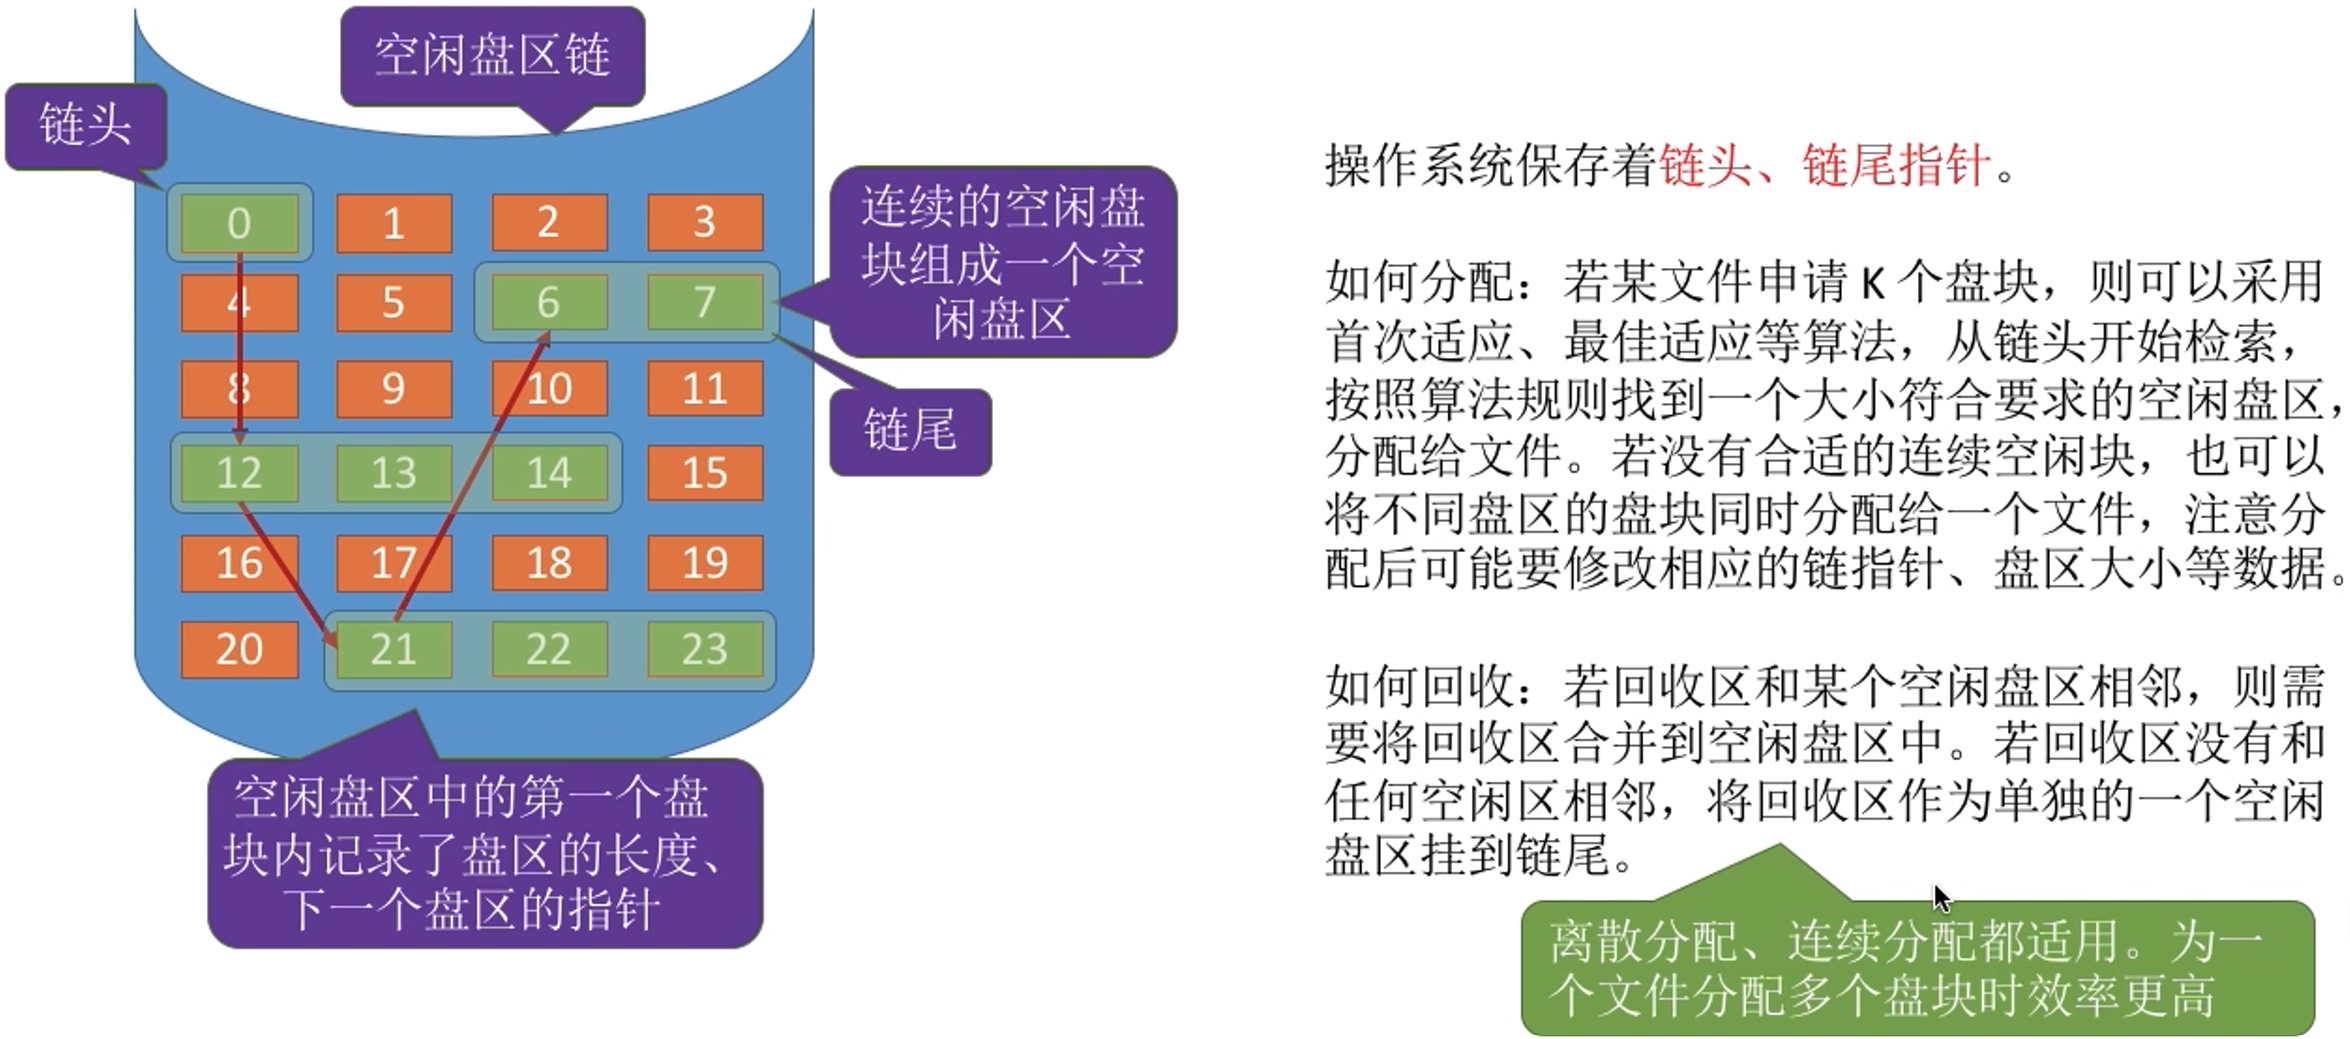 空闲盘区链
链头
0
1
2
3
4
5
6
7
8
9
10
11
12
13
14
15
16
17
18
19
20
21
22
23
连续的空闲盘
块组成一个空
闲盘区
链尾
空闲盘区中的第一个盘
块内记录了盘区的长度、
下一个盘区的指针
操作系统保存着链头、链尾指针。
如何分配：若某文件申请 K 个盘块，则可以采用
首次适应、最佳适应等算法，从链头开始检索，
按照算法规则找到一个大小符合要求的空闲盘区，
分配给文件。若没有合适的连续空闲块，也可以
将不同盘区的盘块同时分配给一个文件，注意分
配后可能要修改相应的链指针、盘区大小等数据。
如何回收：若回收区和某个空闲盘区相邻，则需
要将回收区合并到空闲盘区中。若回收区没有和
任何空闲区相邻，将回收区作为单独的一个空闲
盘区挂到链尾。
离散分配、连续分配都适用。为一
个文件分配多个盘块时效率更高